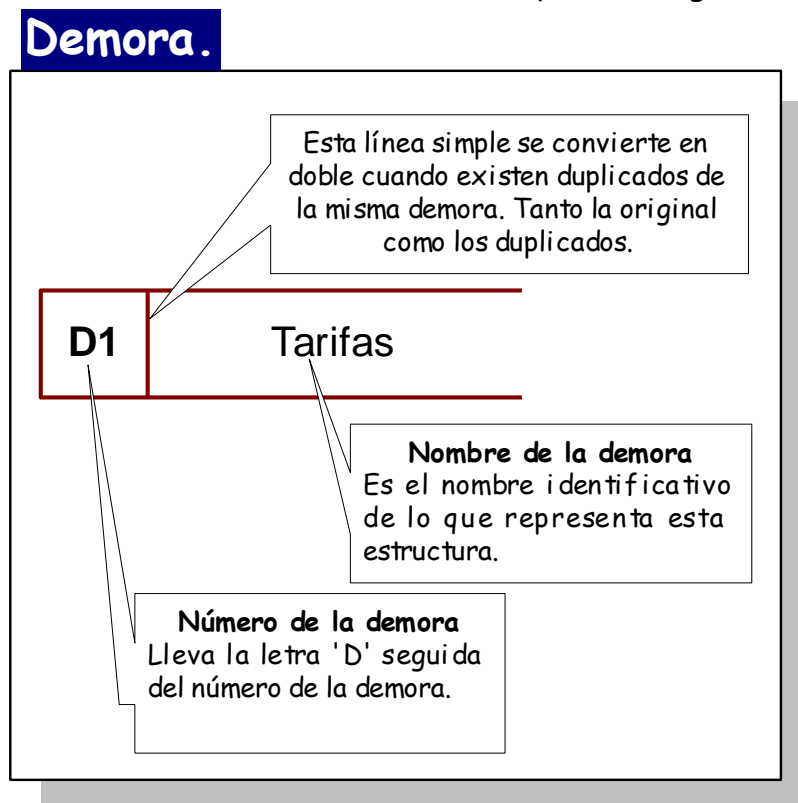 Demora.
Esta línea simple se convierte en
doble cuando existen duplicados de
la misma demora. Tanto la original
como los duplicados.
D1
Tarifas
Nombre de la demora
Es el nombre identificativo
de lo que representa esta
estructura.
Número de la demora
Lleva la letra 'D' seguida
del número de la demora.